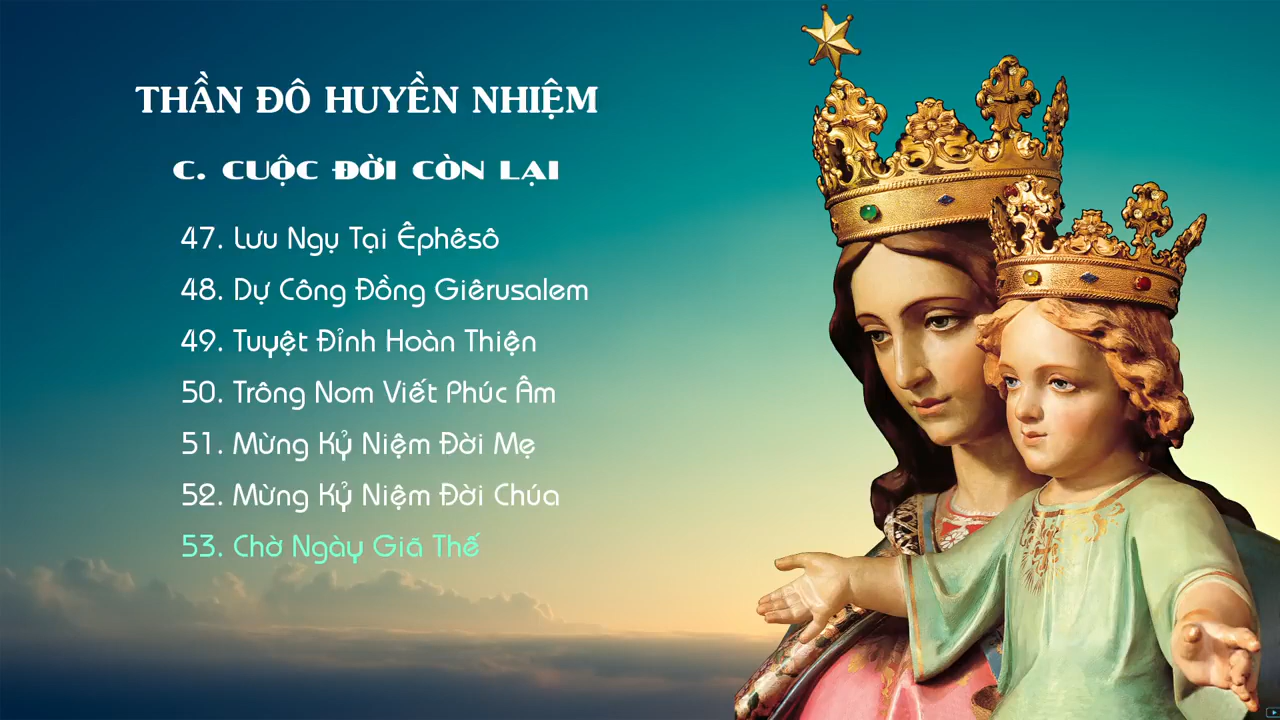 THẦN ĐÔ HUYỀN NHIỆM
C. CUỘC ĐỜI CÒN LẠI
47. Lưu Ngụ Tại Êphêsô
48. Dự Công Đồng Giêrusalem
49. Tuyệt Đỉnh Hoàn Thiện
50. Trông Nom Viết Phúc Âm
51. Mừng Kỷ Niệm Đời Mẹ
52. Mừng Kỷ Niệm Đời Chúa
53. Chờ Ngày Giã Thế